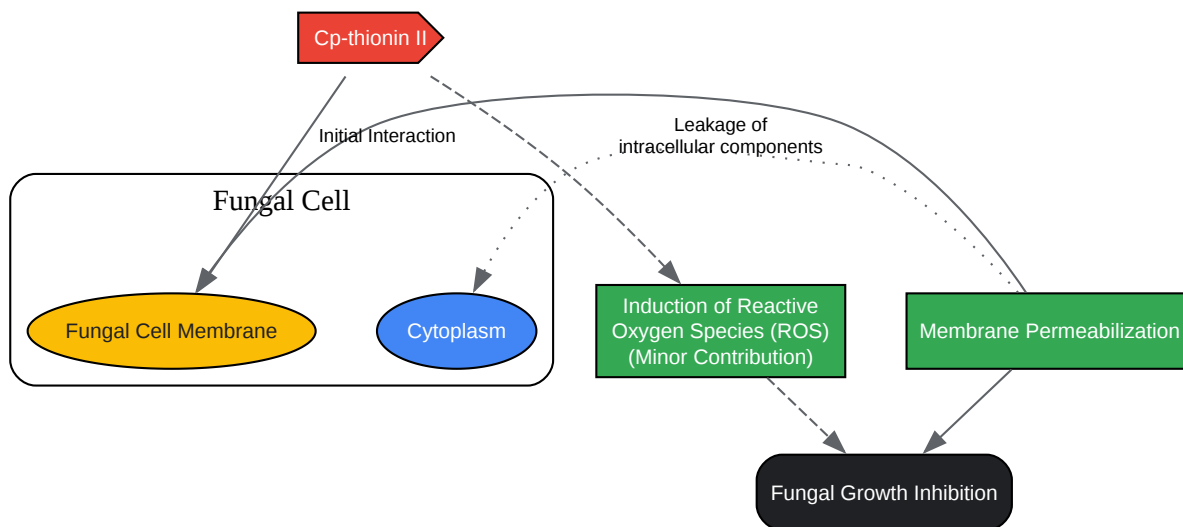 Cp-thionin II
Initial Interaction
Leakage of
intracellular components
Fungal Cell
Fungal Cell Membrane
Cytoplasm
Induction of Reactive
Oxygen Species (ROS)
(Minor Contribution)
Membrane Permeabilization
Fungal Growth Inhibition